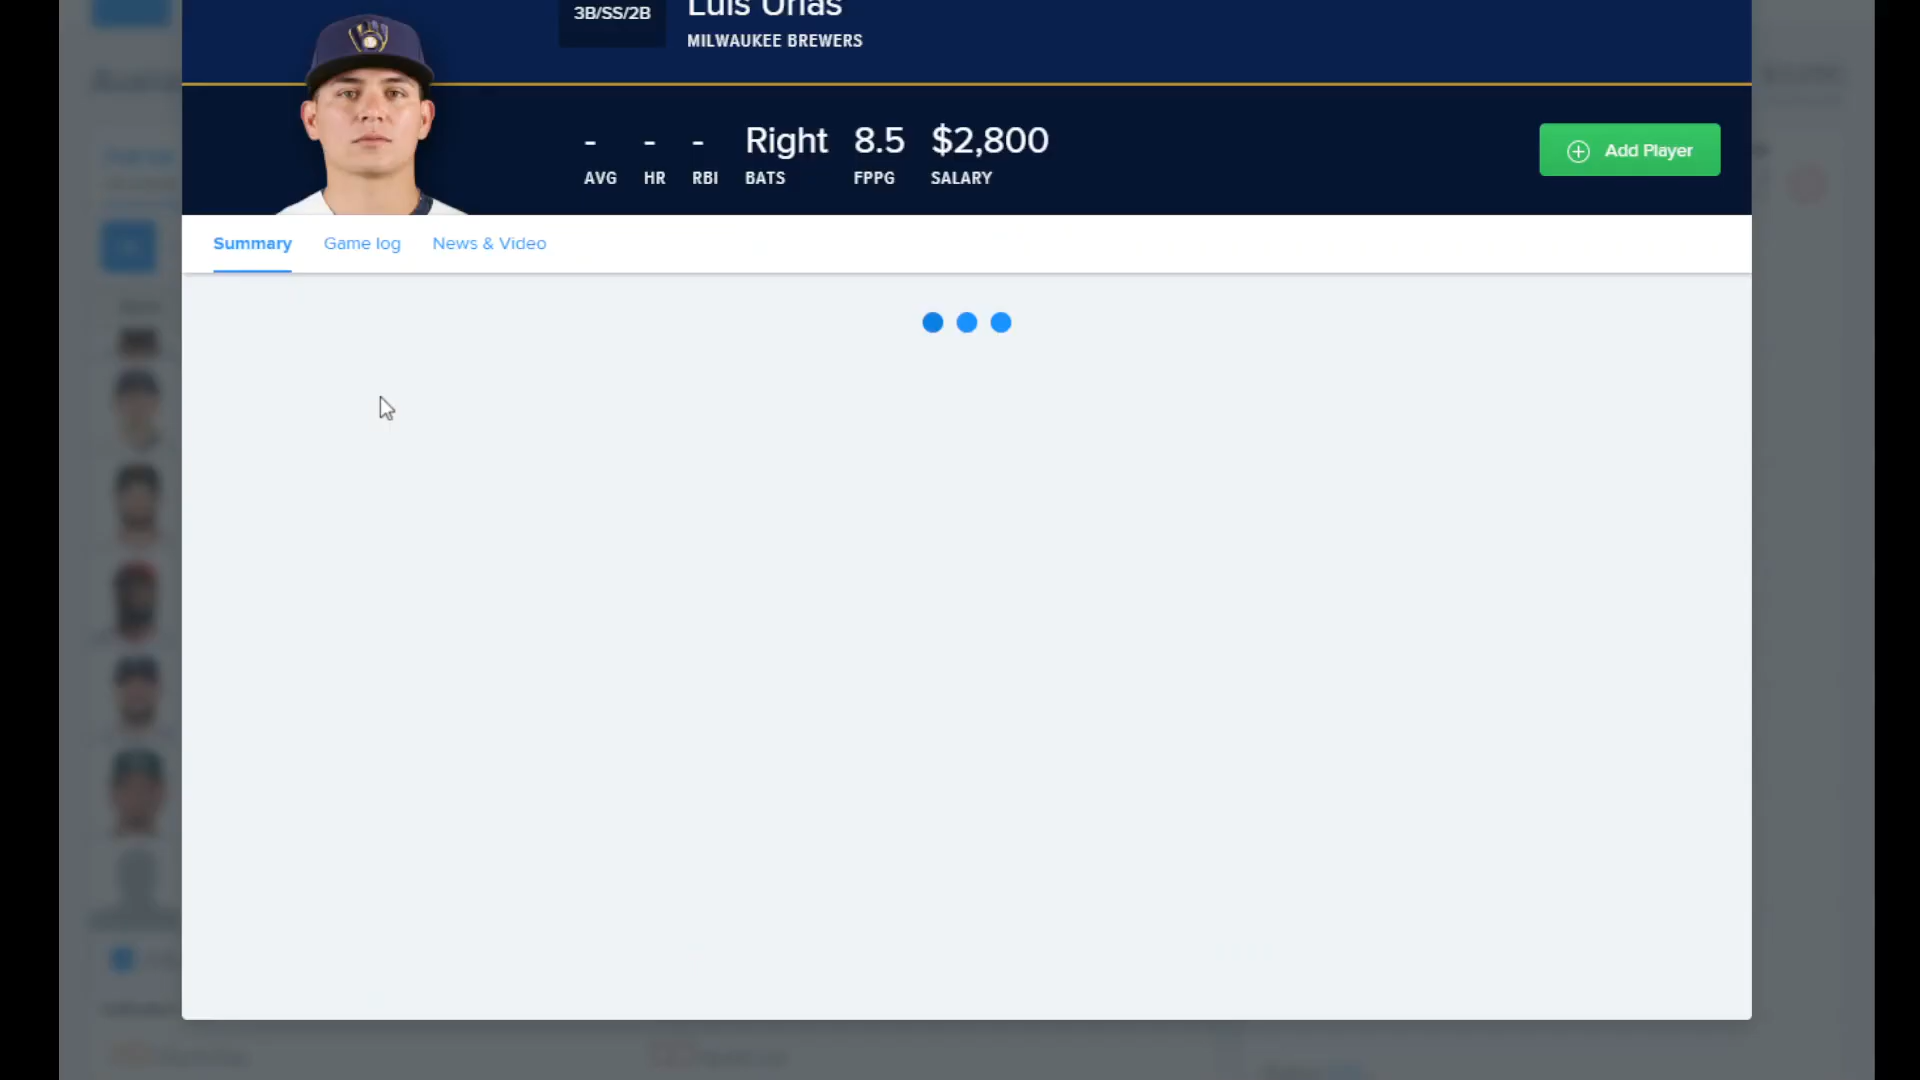 3B/SS/2B
Luis Urias
MILWAUKEE BREWERS
- - - Right 8.5 $2,800
AVG HR RBI BATS FPPG SALARY
Add Player
Summary Game log News & Video